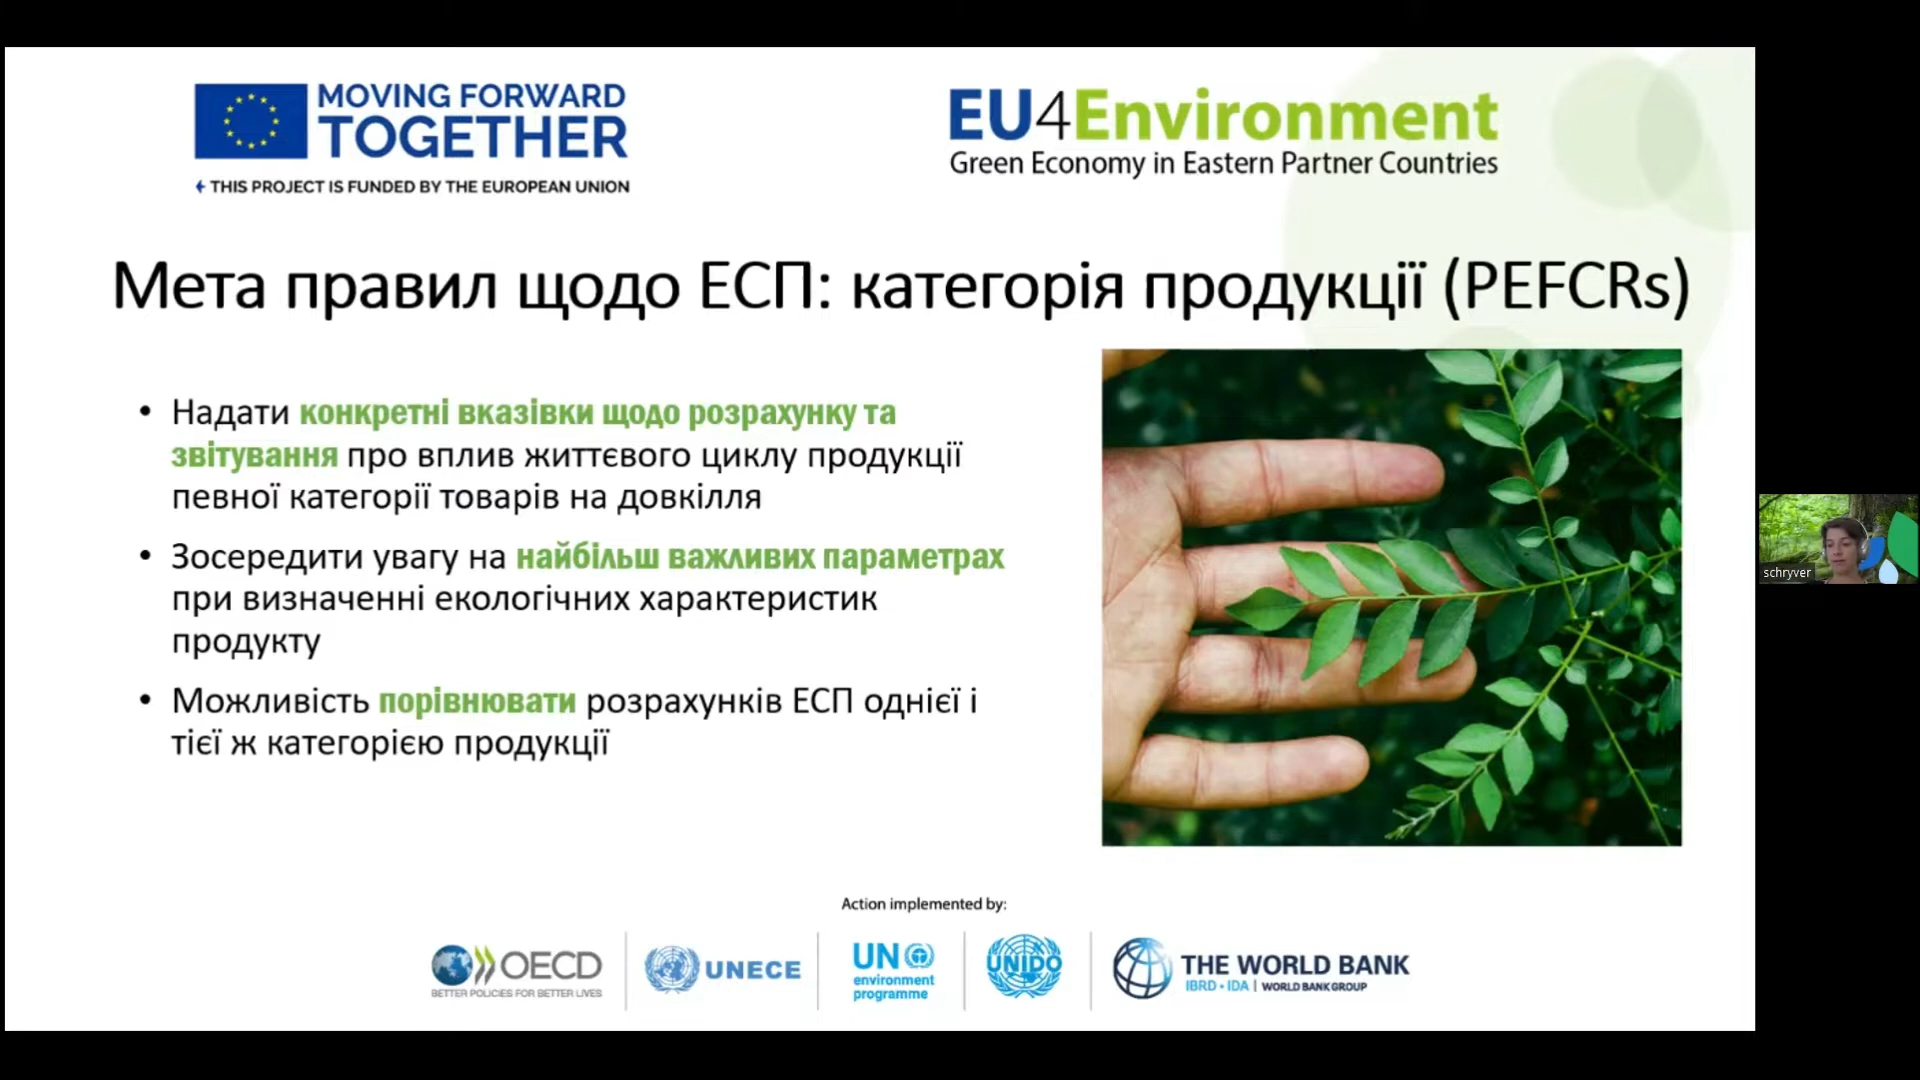 MOVING FORWARD
TOGETHER
THIS PROJECT IS FUNDED BY THE EUROPEAN UNION
EU4Environment
Green Economy in Eastern Partner Countries
Мета правил щодо ЕСП: категорія продукції (PEFCRs)
• Надати конкретні вказівки щодо розрахунку та
звітування про вплив життєвого циклу продукції
певної категорії товарів на довкілля
• Зосередити увагу на найбільш важливих параметрах
при визначенні екологічних характеристик
продукту
• Можливість порівнювати розрахунків ЕСП однієї і
тієї ж категорією продукції
schryver
Action implemented by:
OECD
BETTER POLICIES FOR BETTER LIVES
UNECE
UN
environment
programme
UNIDO
THE WORLD BANK
IBRD • IDA | WORLD BANK GROUP